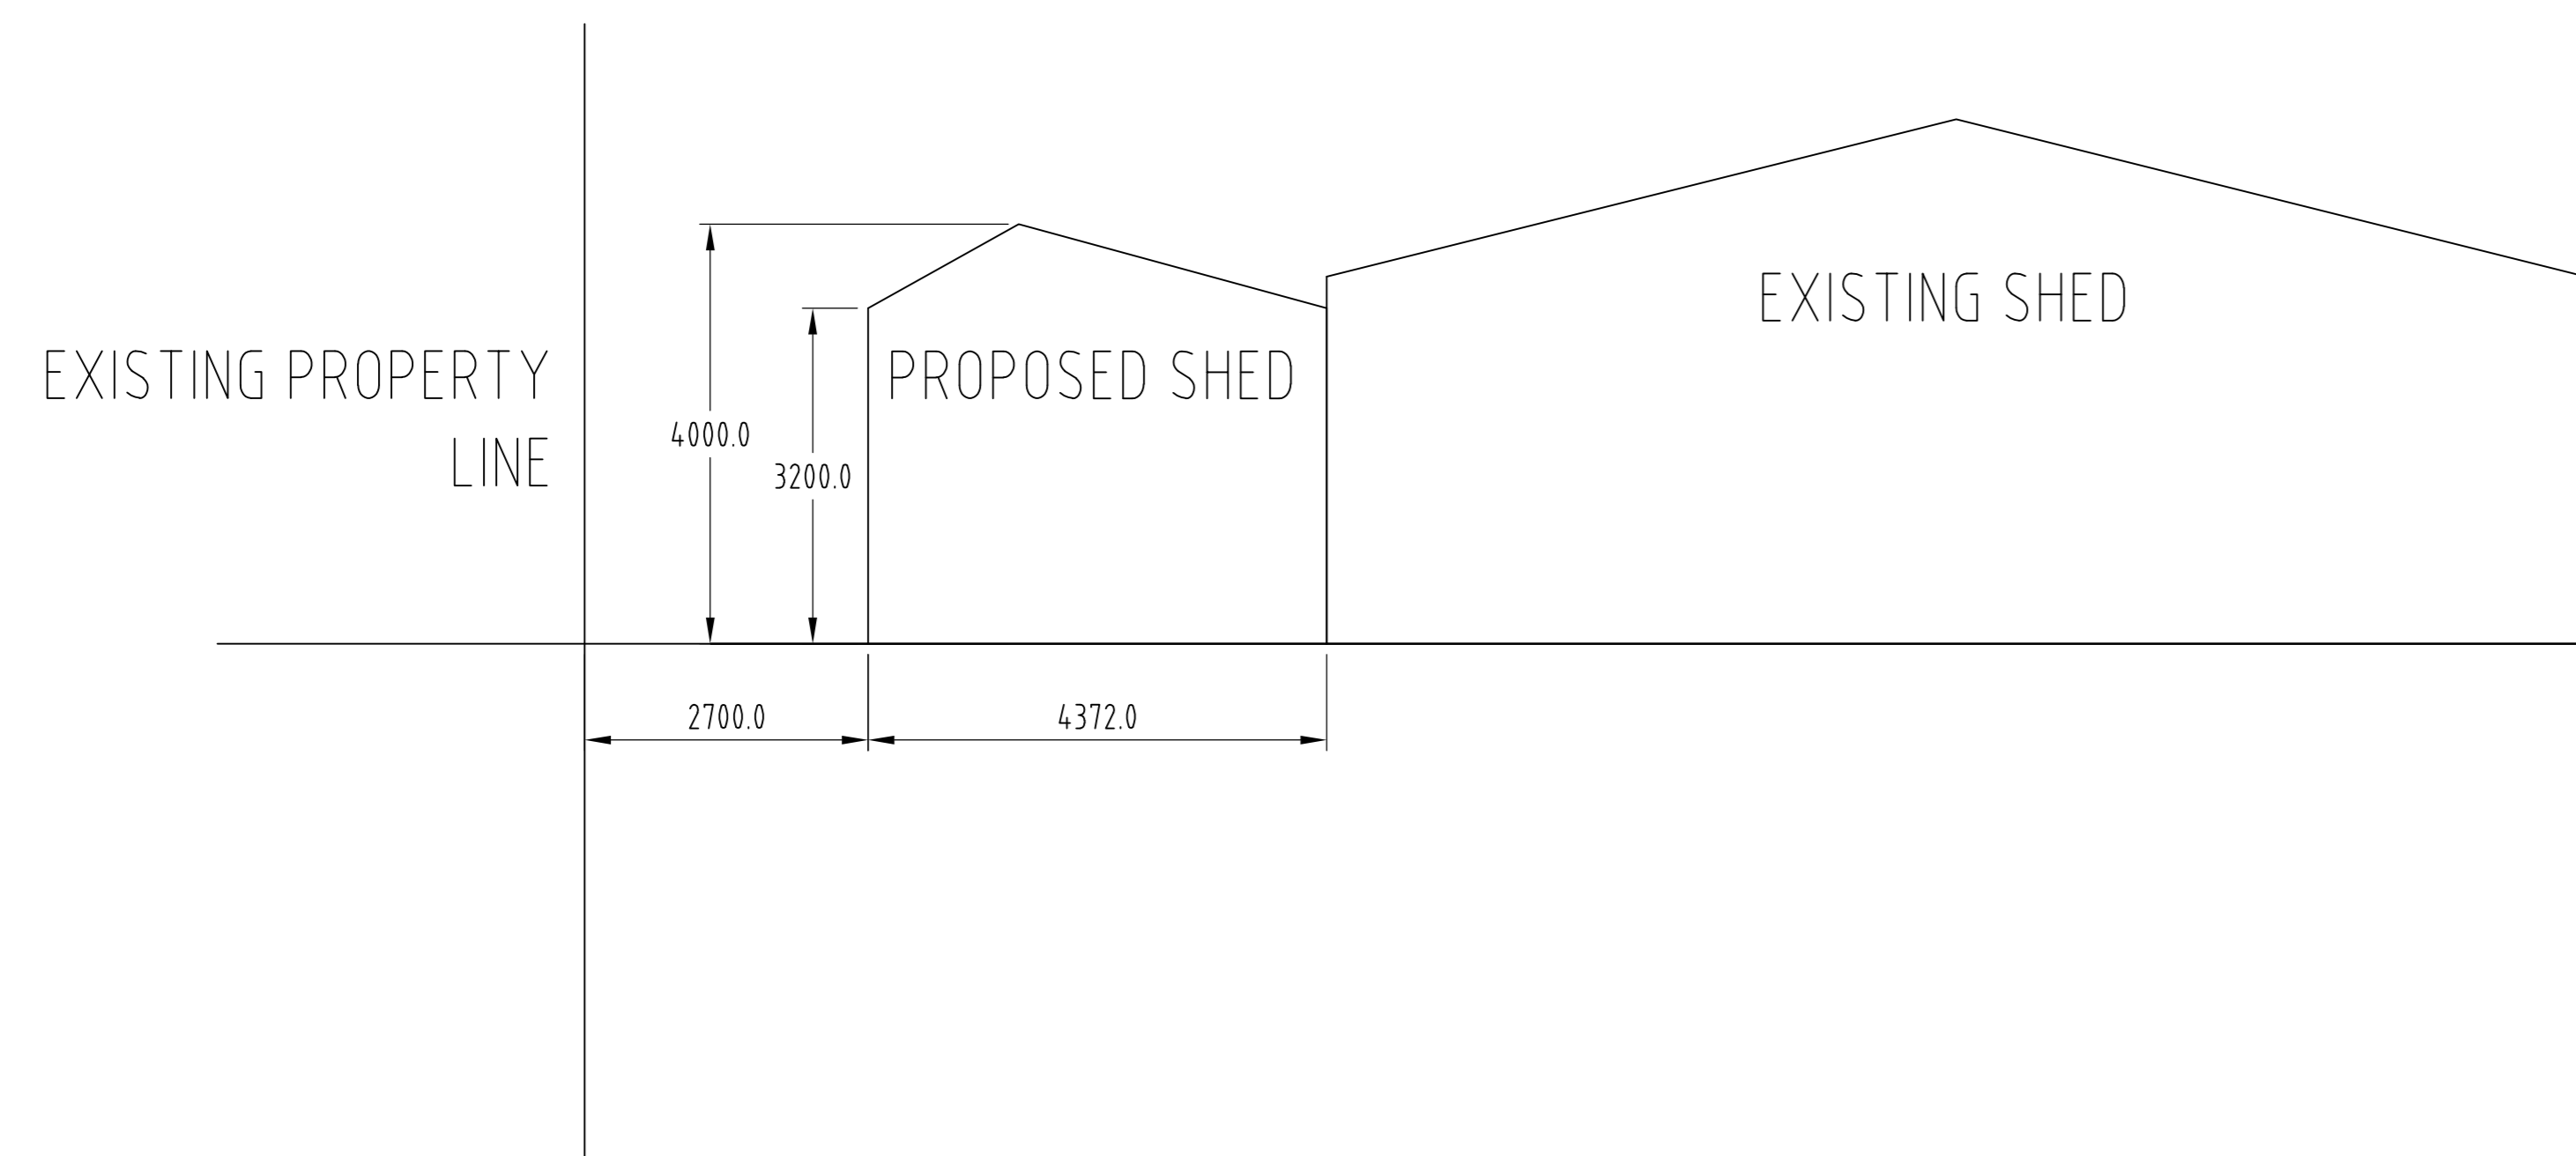 EXISTING SHED
EXISTING PROPERTY
LINE
PROPOSED SHED
4000.0
3200.0
2700.0
4372.0